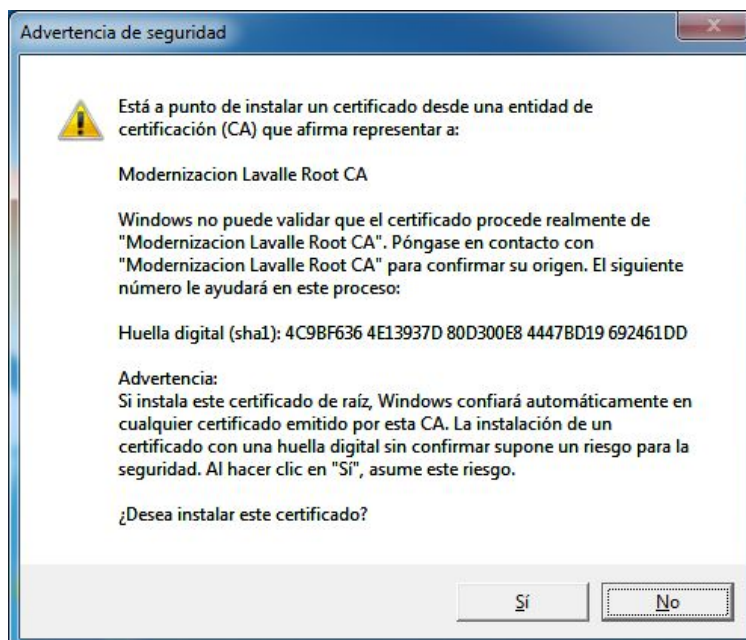 Advertencia de seguridad
Está a punto de instalar un certificado desde una entidad de
certificación (CA) que afirma representar a:
Modernizacion Lavalle Root CA
Windows no puede validar que el certificado procede realmente de
"Modernizacion Lavalle Root CA". Póngase en contacto con
"Modernizacion Lavalle Root CA" para confirmar su origen. El siguiente
número le ayudará en este proceso:
Huella digital (sha1): 4C9BF636 4E13937D 80D300E8 4447BD19 692461DD
Advertencia:
Si instala este certificado de raíz, Windows confiará automáticamente en
cualquier certificado emitido por esta CA. La instalación de un
certificado con una huella digital sin confirmar supone un riesgo para la
seguridad. Al hacer clic en "Sí", asume este riesgo.
¿Desea instalar este certificado?
Sí No